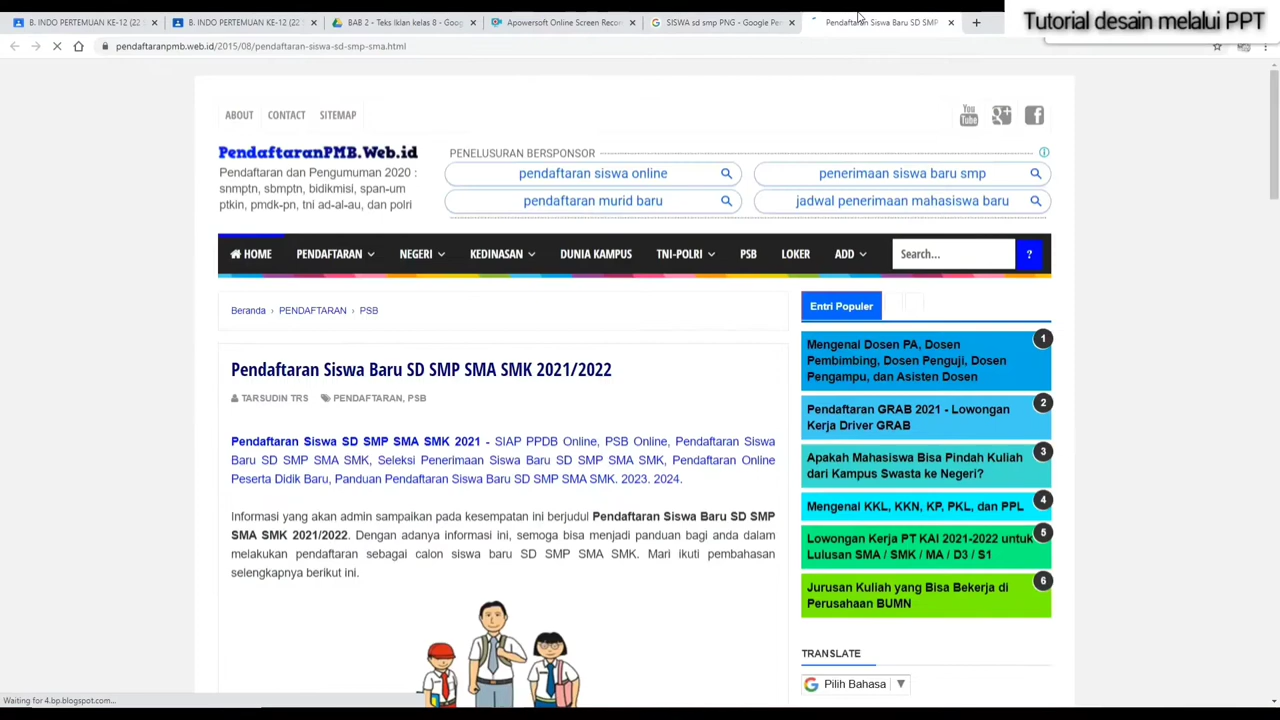 B. INDO PERTEMUAN KE-12 (22 S
B. INDO PERTEMUAN KE-12 (22 S
BAB 2 - Teks Iklan kelas 8 - Goog
Apowersoft Online Screen Recor
SISWA sd smp PNG - Google Pen
Pendaftaran Siswa Baru SD SMP
Tutorial desain melalui PPT
pendaftaranpmb.web.id/2015/08/pendaftaran-siswa-sd-smp-sma.html
ABOUT CONTACT SITEMAP
You Tube
PendaftaranPMB.Web.id
Pendaftaran dan Pengumuman 2020 :
snmptn, sbmptn, bidikmisi, span-um
ptkin, pmdk-pn, tni ad-al-au, dan polri
PENELUSURAN BERSPONSOR
pendaftaran siswa online
penerimaan siswa baru smp
pendaftaran murid baru
jadwal penerimaan mahasiswa baru
HOME PENDAFTARAN NEGERI KEDINASAN DUNIA KAMPUS TNI-POLRI PSB LOKER ADD Search... ?
Beranda › PENDAFTARAN › PSB
Pendaftaran Siswa Baru SD SMP SMA SMK 2021/2022
TARSUDIN TRS PENDAFTARAN, PSB
Pendaftaran Siswa SD SMP SMA SMK 2021 - SIAP PPDB Online, PSB Online, Pendaftaran Siswa
Baru SD SMP SMA SMK, Seleksi Penerimaan Siswa Baru SD SMP SMA SMK, Pendaftaran Online
Peserta Didik Baru, Panduan Pendaftaran Siswa Baru SD SMP SMA SMK. 2023. 2024.
Informasi yang akan admin sampaikan pada kesempatan ini berjudul Pendaftaran Siswa Baru SD SMP
SMA SMK 2021/2022. Dengan adanya informasi ini, semoga bisa menjadi panduan bagi anda dalam
melakukan pendaftaran sebagai calon siswa baru SD SMP SMA SMK. Mari ikuti pembahasan
selengkapnya berikut ini.
Entri Populer
Mengenal Dosen PA, Dosen
Pembimbing, Dosen Penguji, Dosen
Pengampu, dan Asisten Dosen
1
Pendaftaran GRAB 2021 - Lowongan
Kerja Driver GRAB
2
Apakah Mahasiswa Bisa Pindah Kuliah
dari Kampus Swasta ke Negeri?
3
Mengenal KKL, KKN, KP, PKL, dan PPL
4
Lowongan Kerja PT KAI 2021-2022 untuk
Lulusan SMA / SMK / MA / D3 / S1
5
Jurusan Kuliah yang Bisa Bekerja di
Perusahaan BUMN
6
TRANSLATE
Pilih Bahasa ▼
Waiting for 4.bp.blogspot.com...